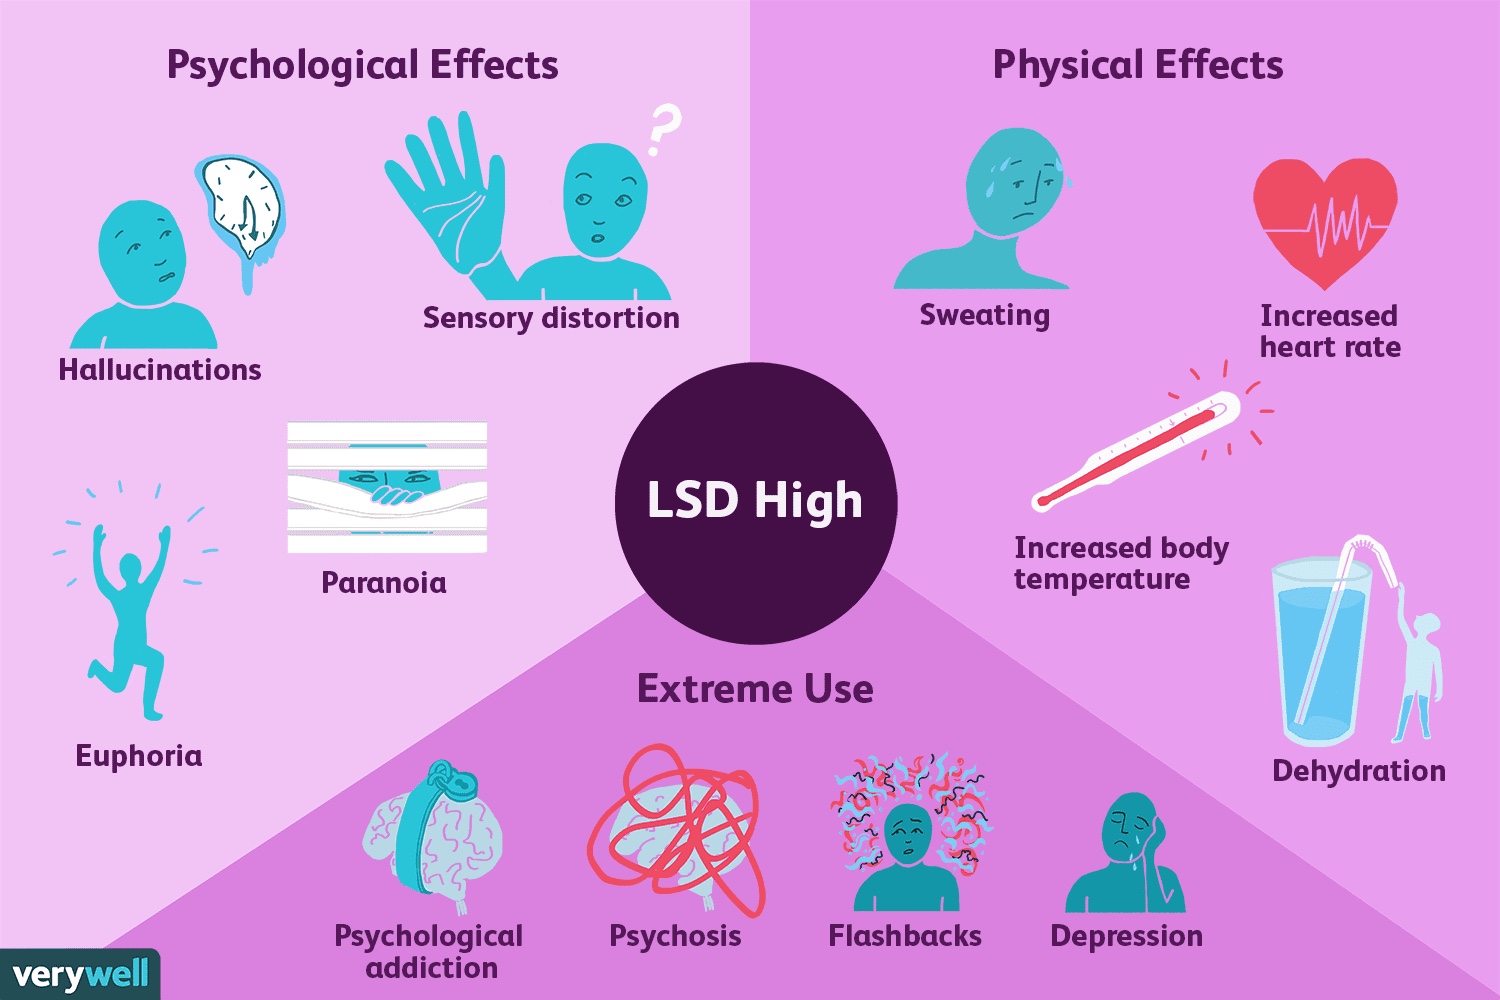 Psychological Effects
Hallucinations
?
Sensory distortion
Paranoia
Euphoria
Physical Effects
Sweating
Increased
heart rate
Increased body
temperature
Dehydration
LSD High
Extreme Use
Psychological
addiction
Psychosis
Flashbacks
Depression
verywell